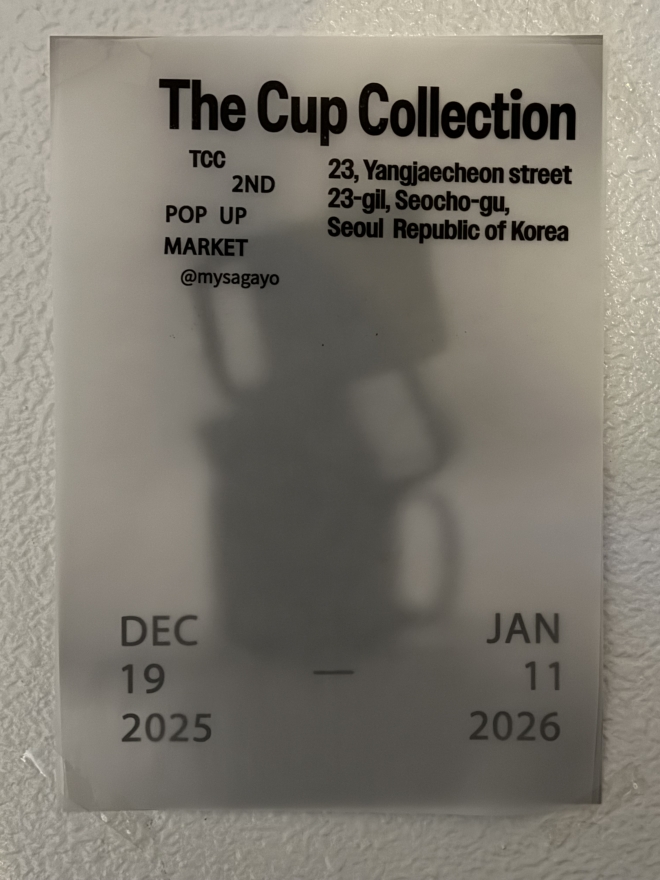 The Cup Collection
TCC
2ND
POP UP
MARKET
@mysagayo
23, Yangjaecheon street
23-gil, Seocho-gu,
Seoul Republic of Korea
DEC
19
2025
—
JAN
11
2026